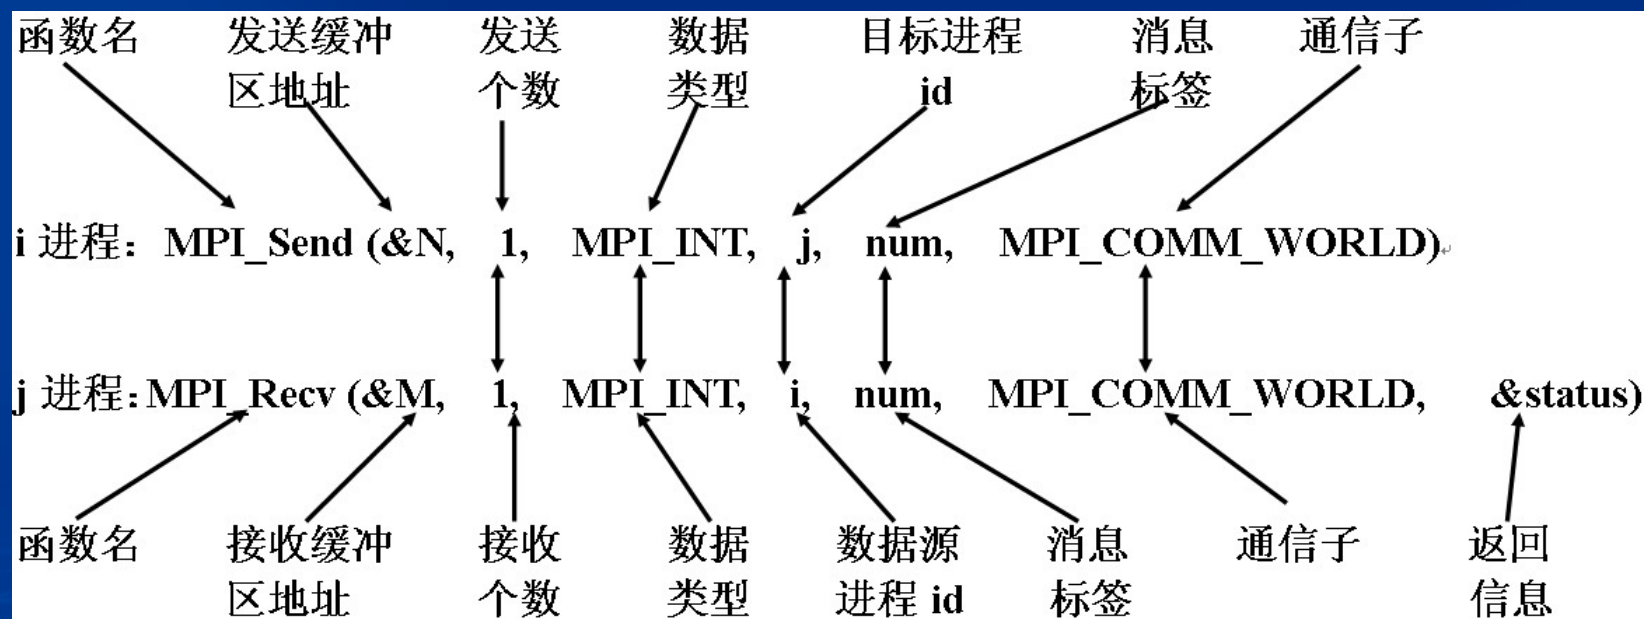 函数名 发送缓冲 发送 数据 目标进程 消息 通信子
区地址 个数 类型 id 标签
i 进程：MPI_Send (&N, 1, MPI_INT, j, num, MPI_COMM_WORLD)
j 进程：MPI_Recv (&M, 1, MPI_INT, i, num, MPI_COMM_WORLD, &status)
函数名 接收缓冲 接收 数据 数据源 消息 通信子 返回
区地址 个数 类型 进程 id 标签 信息